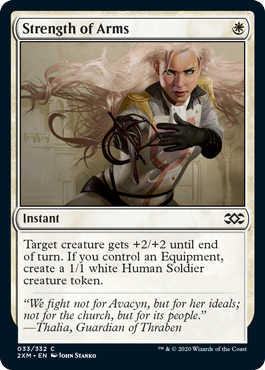 Strength of Arms
Instant
Target creature gets +2/+2 until end
of turn. If you control an Equipment,
create a 1/1 white Human Soldier
creature token.
“We fight not for Avacyn, but for her ideals;
not for the church, but for its people.”
—Thalia, Guardian of Thraben
033/332 C
2XM • EN JOHN STANKO
™ & © 2020 Wizards of the Coast